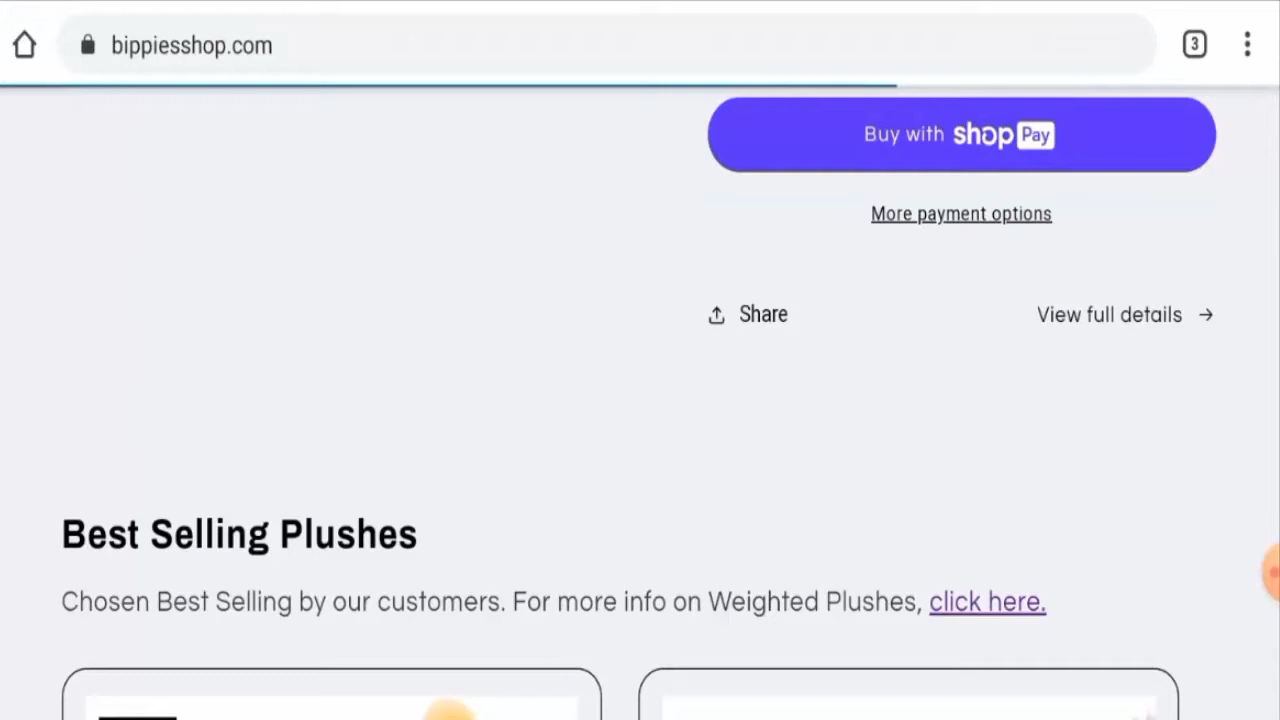 bippiesshop.com
3
Buy with shop Pay
More payment options
Share
View full details →
Best Selling Plushes
Chosen Best Selling by our customers. For more info on Weighted Plushes, click here.